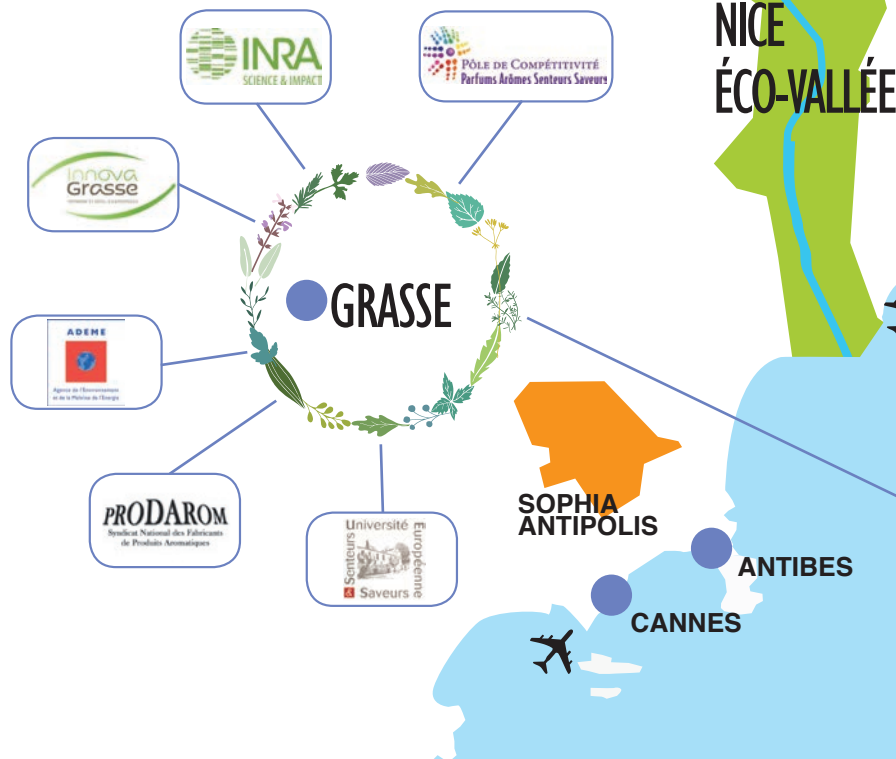 NICE
ÉCO-VALLÉE
INRA
SCIENCE & IMPACT
PÔLE DE COMPÉTITIVITÉ
Parfums Arômes Senteurs Saveurs
innova
Grasse
GRASSE
ADEME
Agence de l'Environnement
et de la Maîtrise de l'Energie
PRODAROM
Syndicat National des Fabricants
de Produits Aromatiques
Université
Européenne
Senteurs
& Saveurs
SOPHIA
ANTIPOLIS
ANTIBES
CANNES